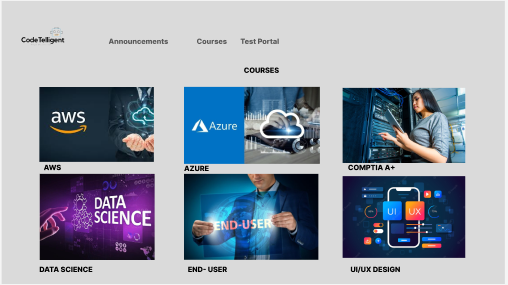 CodeTelligent
Announcements Courses Test Portal
COURSES
aws
Azure
AWS
AZURE
COMPTIA A+
DATA
SCIENCE
END-USER
UI UX
DATA SCIENCE
END- USER
UI/UX DESIGN